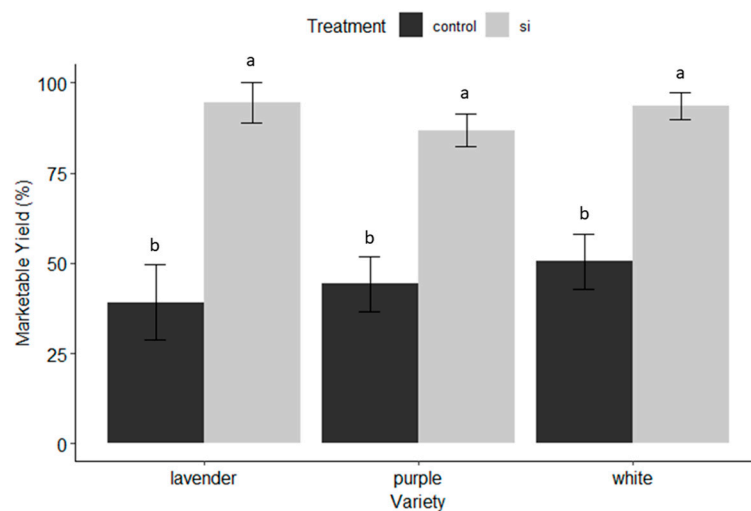 Treatment control si
a a a
100
75
Marketable Yield (%)
50
b b b
25
0
lavender purple white
Variety